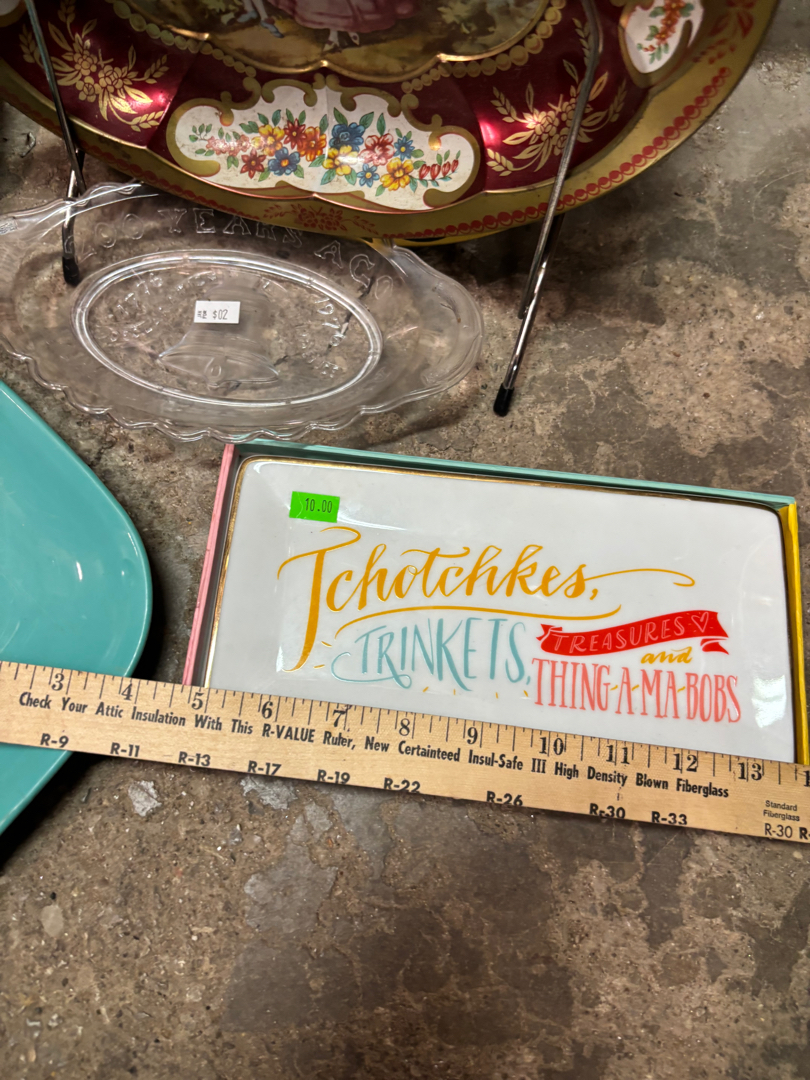 100 YEARS AGO
$02
10.00
Tchotchkes,
TRINKETS,
TREASURES
and
THING-A-MA-BOBS
3 4 5 6 7 8 9 10 11 12 13
Check Your Attic Insulation With This R-VALUE Ruler, New Certainteed Insul-Safe III High Density Blown Fiberglass
R-9 R-11 R-13 R-17 R-19 R-22 R-26 R-30 R-33
Standard
Fiberglass
R-30